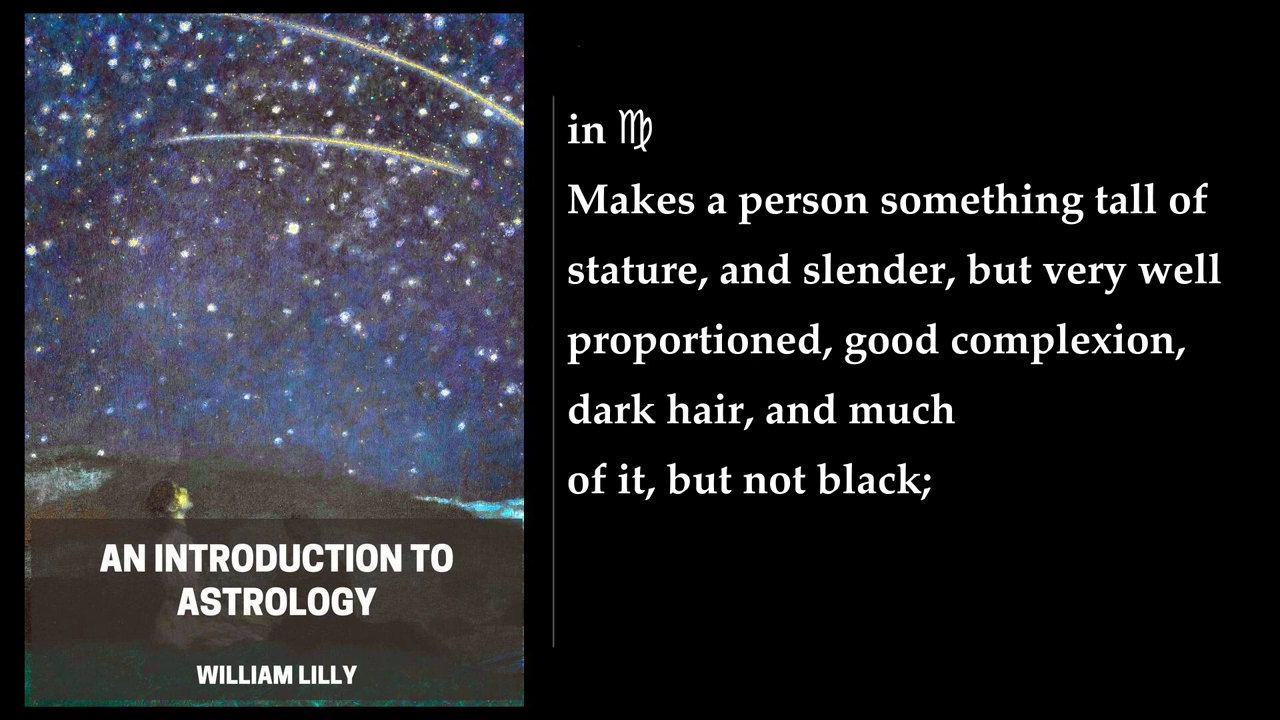 in ♍
Makes a person something tall of
stature, and slender, but very well
proportioned, good complexion,
dark hair, and much
of it, but not black;
AN INTRODUCTION TO
ASTROLOGY
WILLIAM LILLY